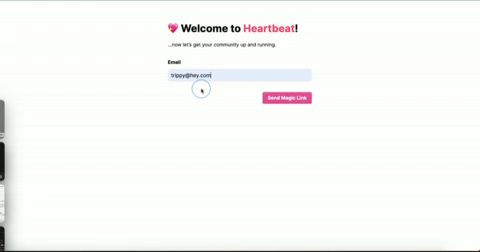 Welcome to Heartbeat!
...now let's get your community up and running.
Email
trippy@hey.com
Send Magic Link